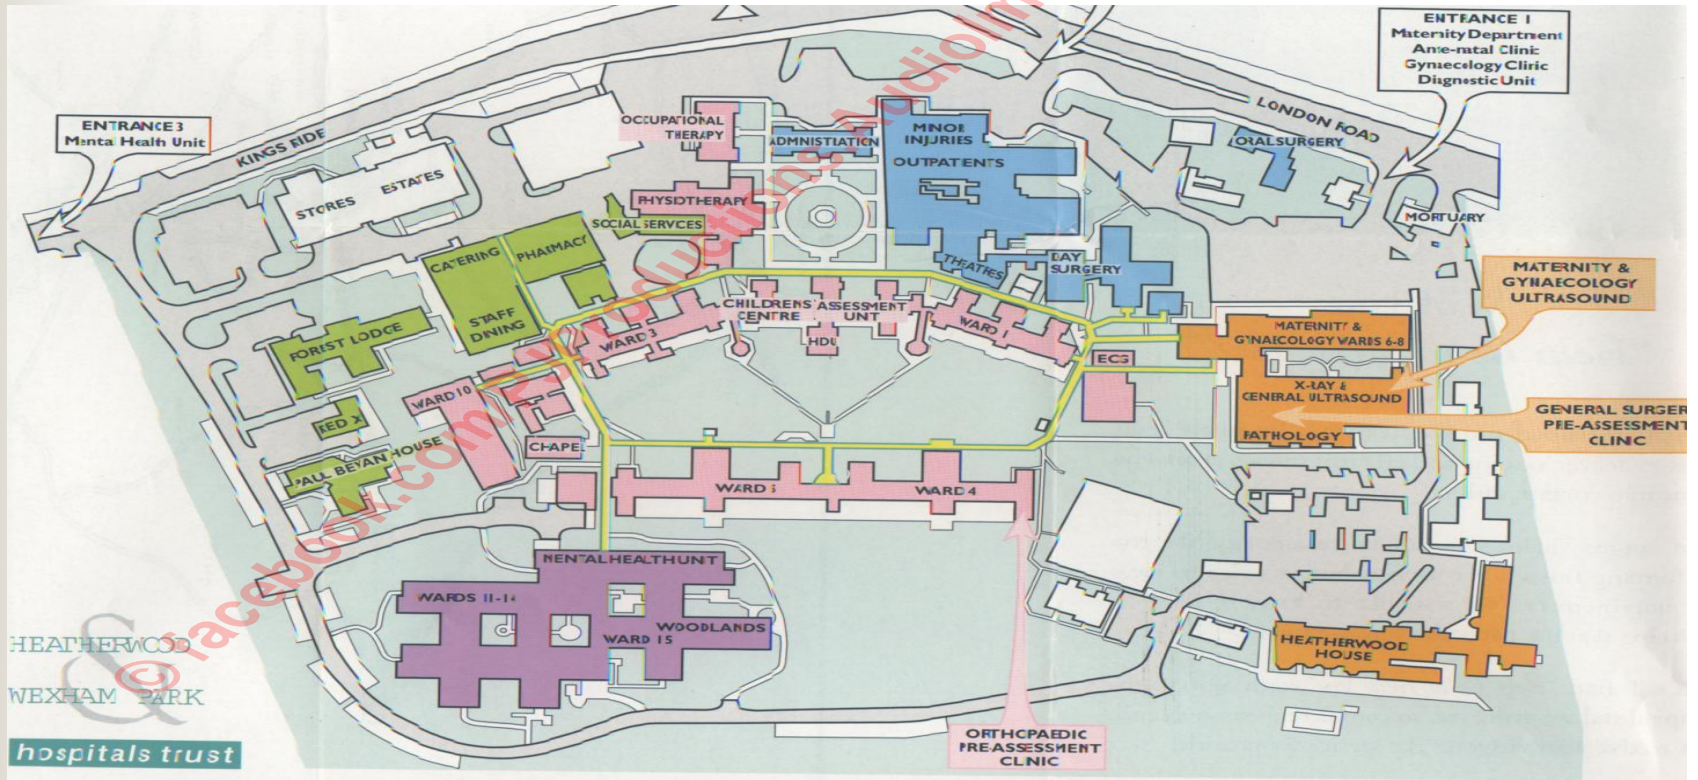 ENTRANCE 1
Maternity Department
Ante-natal Clinic
Gynaecology Clinic
Diagnostic Unit
ENTRANCE 3
Mental Health Unit
KINGS RIDE
LONDON ROAD
OCCUPATIONAL
THERAPY
ADMNISTIATION
MINOR
INJURIES
OUTPATIENTS
ORALSURGERY
MORTUARY
STORES
ESTATES
PHYSIOTHERAPY
SOCIAL SERVICES
CATERING
PHARMACY
STAFF
DINING
THEATRES
DAY
SURGERY
MATERNITY &
GYNAECOLOGY
ULTRASOUND
CHILDRENS
CENTRE
ASSESSMENT
UNIT
HDU
WARD 3
WARD 1
ECG
MATERNITY &
GYNAECOLOGY WARDS 6-8
X-RAY &
GENERAL ULTRASOUND
PATHOLOGY
GENERAL SURGER
PRE-ASSESSMENT
CLINIC
FOREST LODGE
WARD 10
RED X
PAUL BEVAN HOUSE
CHAPEL
WARD 5
WARD 4
MENTAL HEALTH UNIT
WARDS 11-14
WARD 15
WOODLANDS
HEATHERWOOD
HOUSE
ORTHOPAEDIC
PRE-ASSESSMENT
CLINIC
HEATHERWOOD
&
WEXHAM PARK
hospitals trust